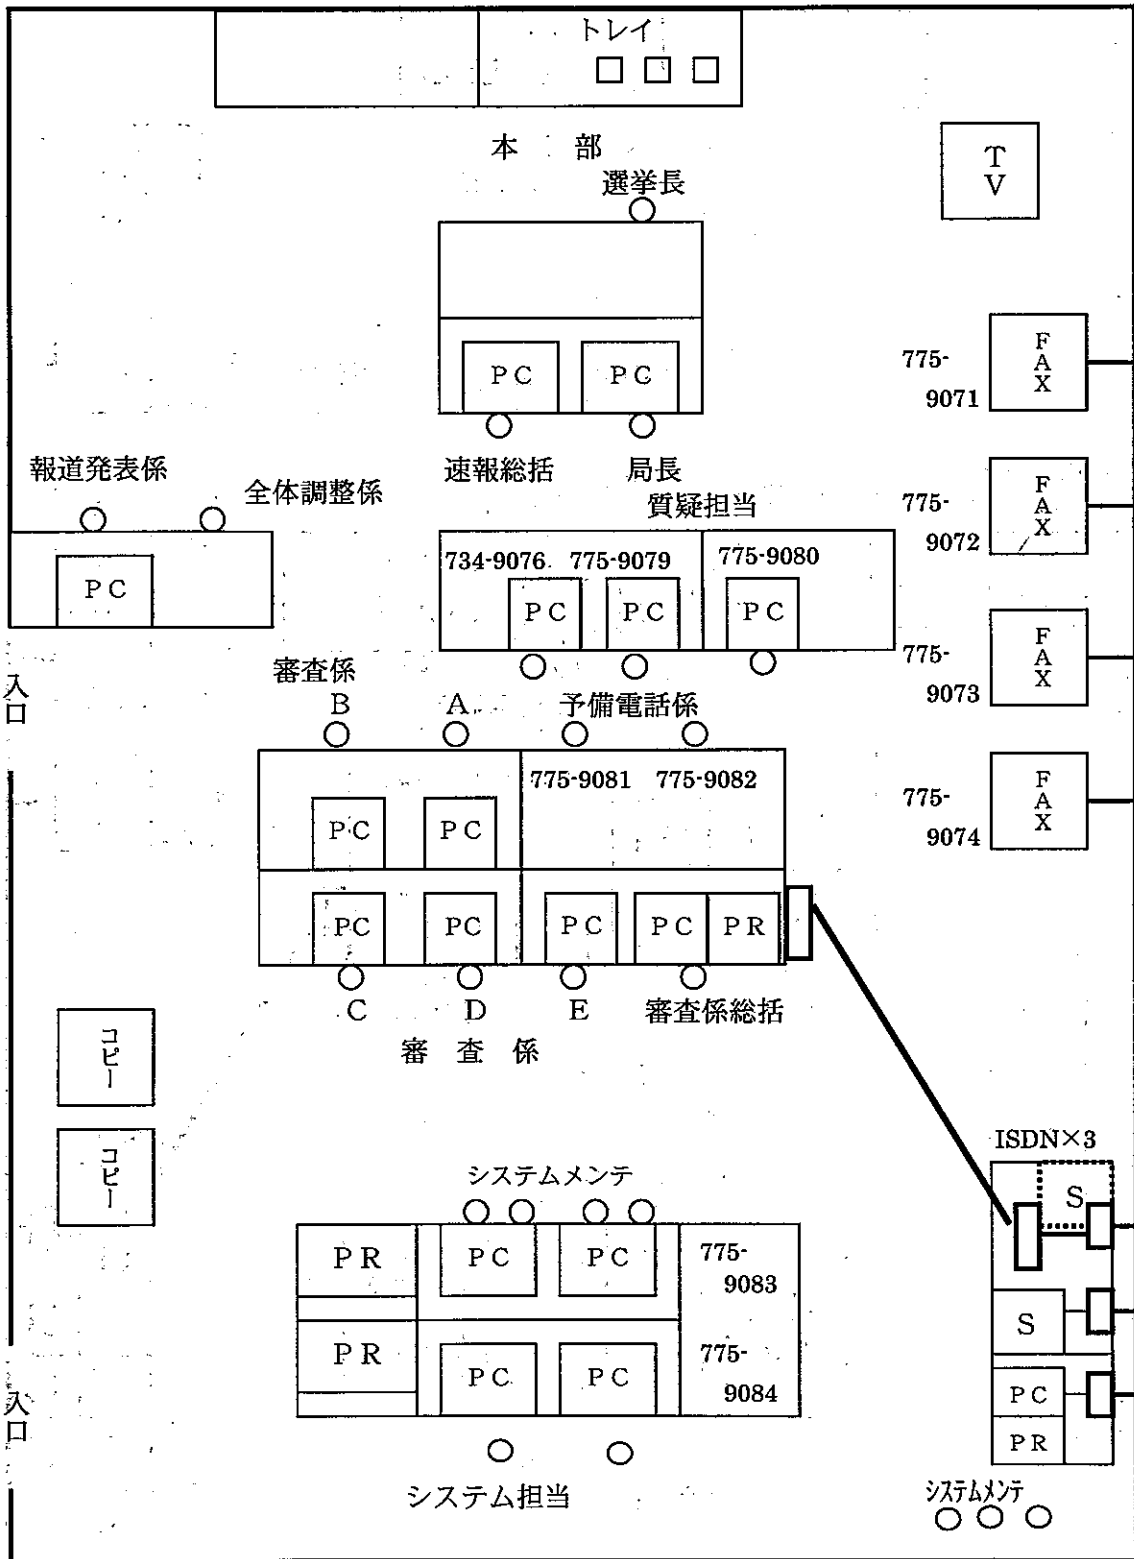 トレイ
本部
選挙長
TV
PC PC
775-
9071
FAX
報道発表係
全体調整係
速報総括
局長
質疑担当
775-
9072
FAX
PC
734-9076 775-9079 775-9080
PC PC PC
775-
9073
FAX
入口
審査係
B A
予備電話係
775-9081 775-9082
775-
9074
FAX
PC PC
PC PC PC PC PR
C D E 審査係総括
審査係
コピー
コピー
ISDN×3
システムメンテ
S
PR PC PC 775-
9083
S
PR PC PC 775-
9084
PC
PR
入口
システム担当
システムメンテ